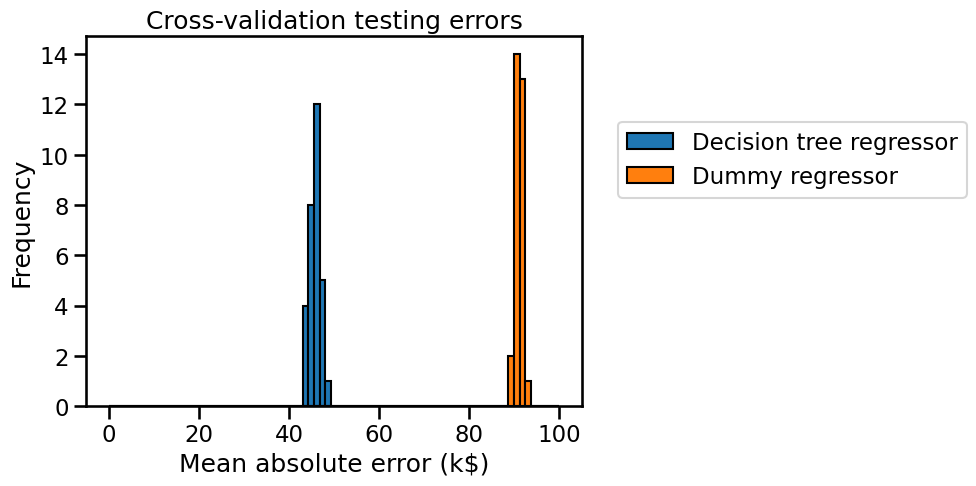 Cross-validation testing errors
14
12
10
8
6
4
2
0
Frequency
0 20 40 60 80 100
Mean absolute error (k$)
Decision tree regressor
Dummy regressor